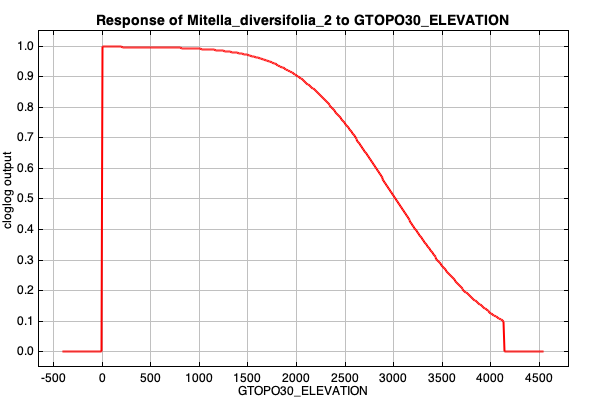 Response of Mitella_diversifolia_2 to GTOPO30_ELEVATION
cloglog output
1.0
0.9
0.8
0.7
0.6
0.5
0.4
0.3
0.2
0.1
0.0
-500 0 500 1000 1500 2000 2500 3000 3500 4000 4500
GTOPO30_ELEVATION